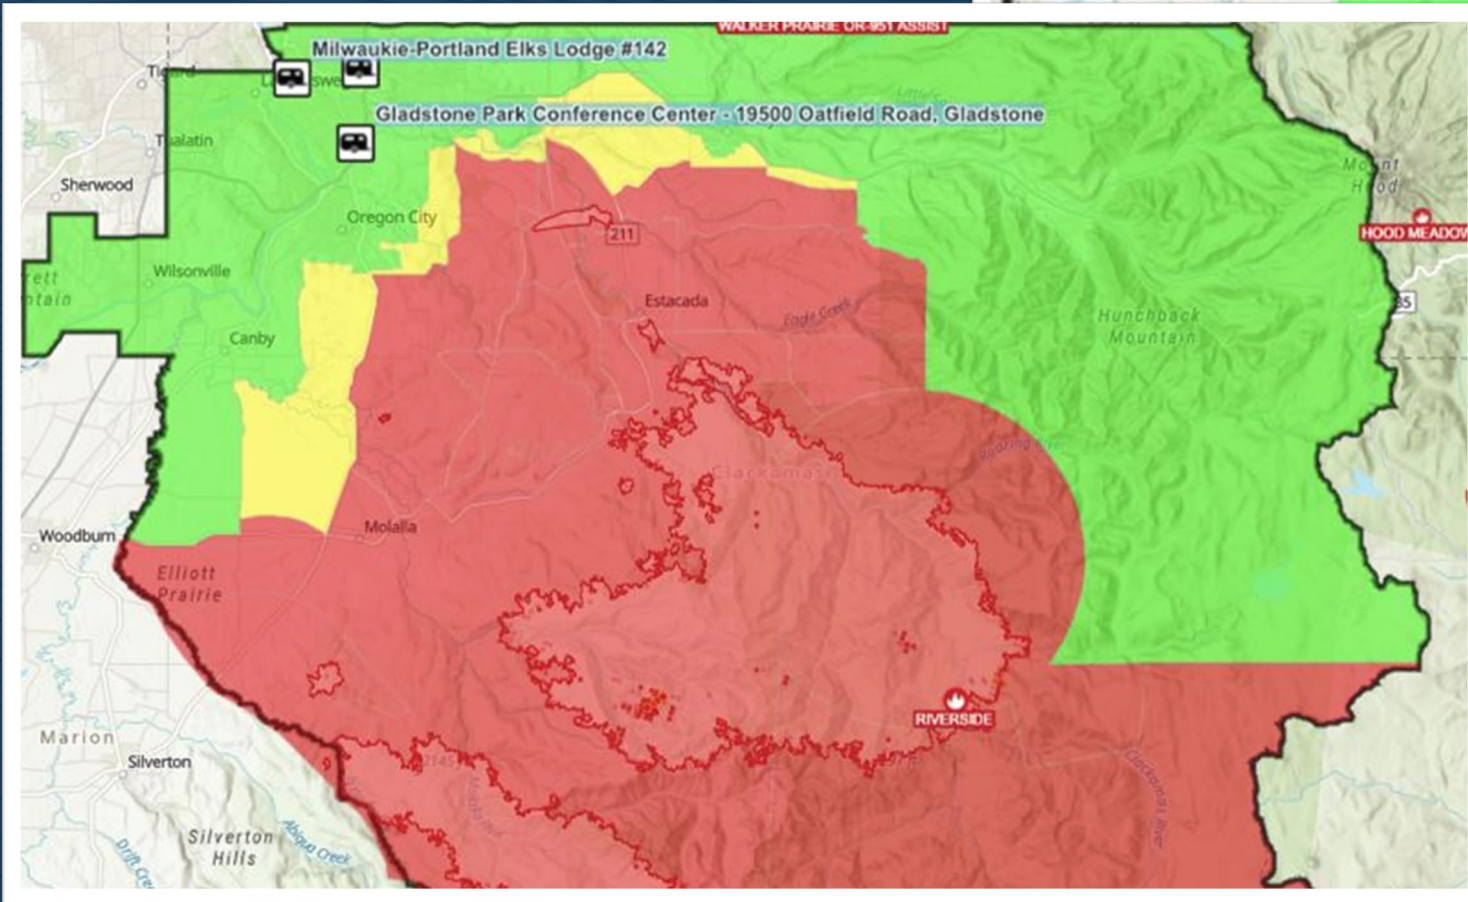 WALKER PRAIRIE OR-951 ASSIST
Milwaukie-Portland Elks Lodge #142
Gladstone Park Conference Center - 19500 Oatfield Road, Gladstone
Tualatin
Sherwood
Mount
Hood
Oregon City
211
HOOD MEADOW
Wilsonville
Estacada
35
Eagle Creek
Hunchback
Mountain
Canby
Roaring River
Clackamas
Woodburn
Molalla
Elliott
Prairie
RIVERSIDE
Marion
Silverton
Clackamas River
Silverton
Hills
Abiqua Creek